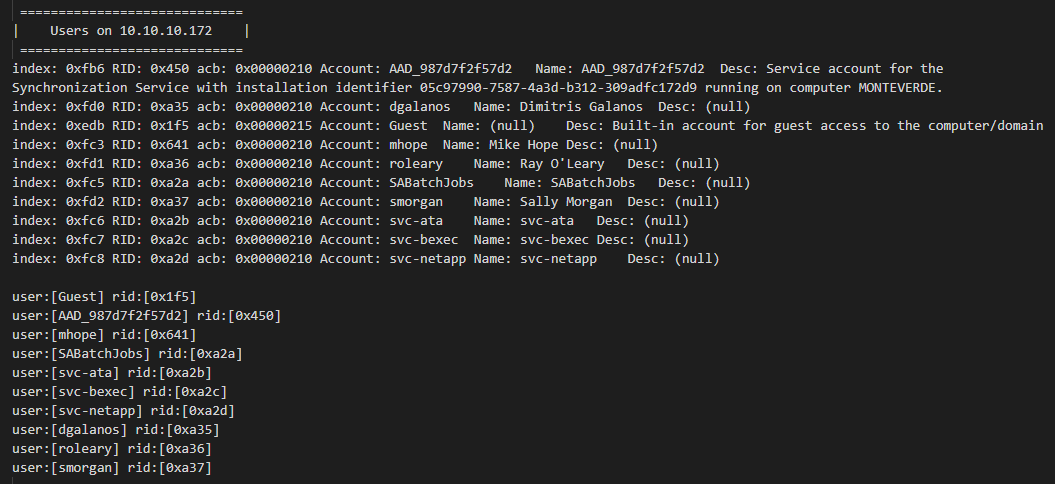 =============================
|    Users on 10.10.10.172    |
=============================
index: 0xfb6 RID: 0x450 acb: 0x00000210 Account: AAD_987d7f2f57d2   Name: AAD_987d7f2f57d2  Desc: Service account for the
Synchronization Service with installation identifier 05c97990-7587-4a3d-b312-309adfc172d9 running on computer MONTEVERDE.
index: 0xfd0 RID: 0xa35 acb: 0x00000210 Account: dgalanos   Name: Dimitris Galanos  Desc: (null)
index: 0xedb RID: 0x1f5 acb: 0x00000215 Account: Guest  Name: (null)    Desc: Built-in account for guest access to the computer/domain
index: 0xfc3 RID: 0x641 acb: 0x00000210 Account: mhope  Name: Mike Hope Desc: (null)
index: 0xfd1 RID: 0xa36 acb: 0x00000210 Account: roleary    Name: Ray O'Leary   Desc: (null)
index: 0xfc5 RID: 0xa2a acb: 0x00000210 Account: SABatchJobs    Name: SABatchJobs   Desc: (null)
index: 0xfd2 RID: 0xa37 acb: 0x00000210 Account: smorgan    Name: Sally Morgan  Desc: (null)
index: 0xfc6 RID: 0xa2b acb: 0x00000210 Account: svc-ata    Name: svc-ata   Desc: (null)
index: 0xfc7 RID: 0xa2c acb: 0x00000210 Account: svc-bexec  Name: svc-bexec Desc: (null)
index: 0xfc8 RID: 0xa2d acb: 0x00000210 Account: svc-netapp Name: svc-netapp    Desc: (null)

user:[Guest] rid:[0x1f5]
user:[AAD_987d7f2f57d2] rid:[0x450]
user:[mhope] rid:[0x641]
user:[SABatchJobs] rid:[0xa2a]
user:[svc-ata] rid:[0xa2b]
user:[svc-bexec] rid:[0xa2c]
user:[svc-netapp] rid:[0xa2d]
user:[dgalanos] rid:[0xa35]
user:[roleary] rid:[0xa36]
user:[smorgan] rid:[0xa37]